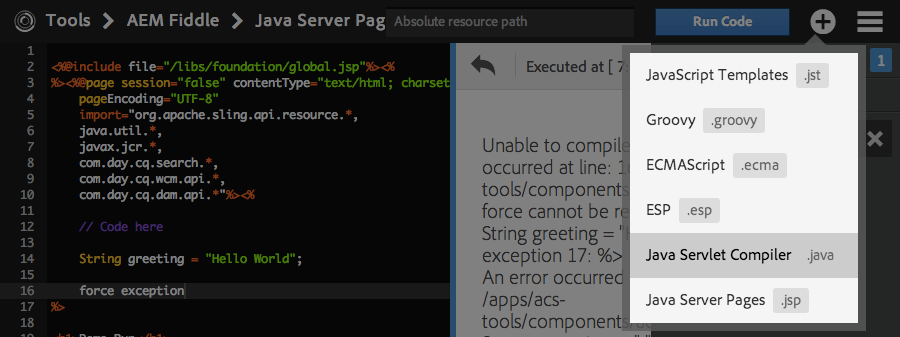 Tools > AEM Fiddle > Java Server Pag
Absolute resource path
Run Code
1
2 <%@include file="/libs/foundation/global.jsp"%><%
3 %><%@page session="false" contentType="text/html; charset
4 pageEncoding="UTF-8"
5 import="org.apache.sling.api.resource.*,
6 java.util.*,
7 javax.jcr.*,
8 com.day.cq.search.*,
9 com.day.cq.wcm.api.*,
10 com.day.cq.dam.api.*"%><%
11
12 // Code here
13
14 String greeting = "Hello World";
15
16 force exception
17 %>
18
Executed at [ 7:
Unable to compile
occurred at line: 1
tools/components
force cannot be re
String greeting = "
exception 17: %>
An error occurred
/apps/acs-
tools/components/
JavaScript Templates .jst
Groovy .groovy
ECMAScript .ecma
ESP .esp
Java Servlet Compiler .java
Java Server Pages .jsp
1